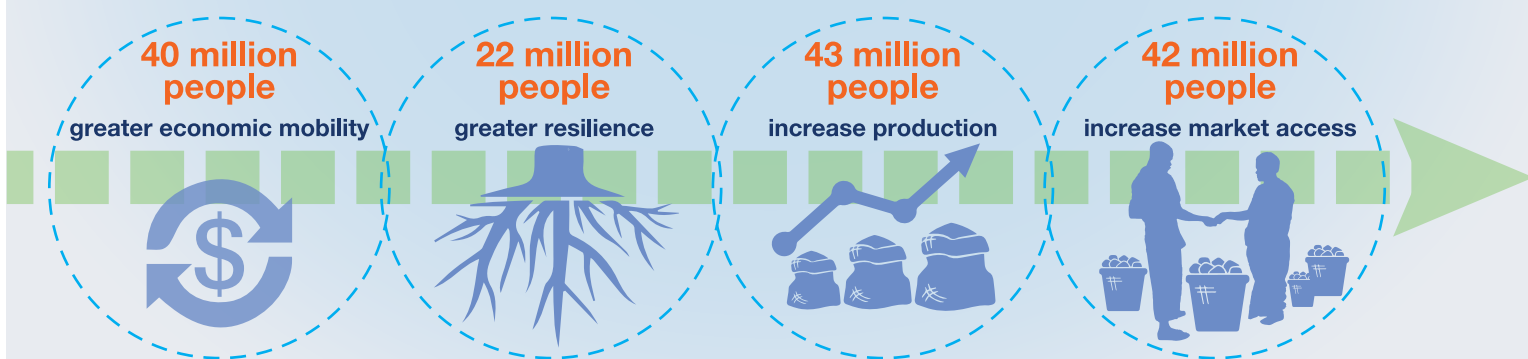 40 million
people
greater economic mobility
22 million
people
greater resilience
43 million
people
increase production
42 million
people
increase market access
$